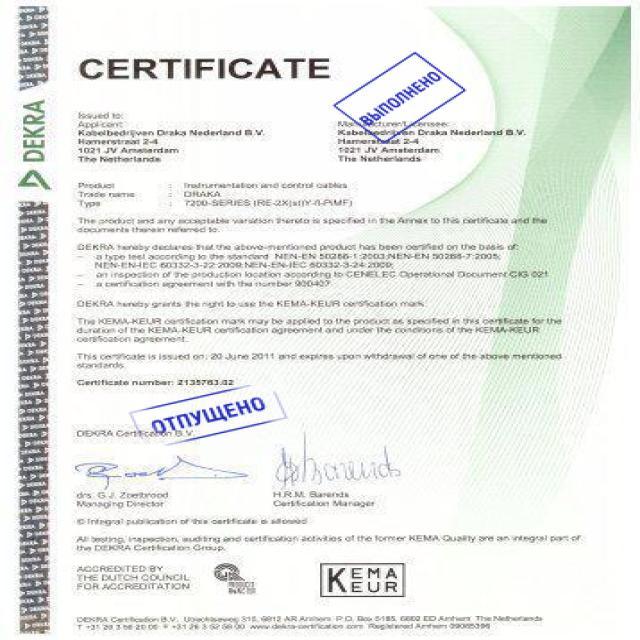 DEKRA
CERTIFICATE
ВЫПОЛНЕНО
Issued to:
Applicant:
Kabelbedrijven Draka Nederland B.V.
Hamerstraat 2-4
1021 JV Amsterdam
The Netherlands
Manufacturer/Licensee:
Kabelbedrijven Draka Nederland B.V.
Hamerstraat 2-4
1021 JV Amsterdam
The Netherlands
Product : Instrumentation and control cables
Trade name : DRAKA
Type : 7200-SERIES
The product and any acceptable variation thereto is specified in the Annex to this certificate and the
documents therein referred to.
DEKRA hereby declares that the above-mentioned product has been certified on the basis of:
– a type test according to the standard NEN-EN 50288-1:2003;NEN-EN 50288-7:2005;
NEN-EN-IEC 60332-3-22:2009;NEN-EN-IEC 60332-3-24:2009;
– an inspection of the production location according to CENELEC Operational Document CIG 021
– a certification agreement with the number 900407
DEKRA hereby grants the right to use the KEMA-KEUR certification mark.
The KEMA-KEUR certification mark may be applied to the product as specified in this certificate for the
duration of the KEMA-KEUR certification agreement and under the conditions of the KEMA-KEUR
certification agreement.
This certificate is issued on: 20 June 2011 and expires upon withdrawal of one of the above mentioned
standards.
Certificate number: 2135763.02
ОТПУЩЕНО
DEKRA Certification B.V.
drs. G.J. Zoetbrood
Managing Director
H.R.M. Barends
Certification Manager
© Integral publication of this certificate is allowed
All testing, inspection, auditing and certification activities of the former KEMA Quality are an integral part of
the DEKRA Certification Group.
ACCREDITED BY
THE DUTCH COUNCIL
FOR ACCREDITATION
PRODUCTS
KEMA
KEUR
DEKRA Certification B.V. Utrechtseweg 310, 6812 AR Arnhem P.O. Box 5185, 6802 ED Arnhem The Netherlands
T +31 26 3 56 20 00 F +31 26 3 52 58 00 www.dekra-certification.com Registered Arnhem 09085396